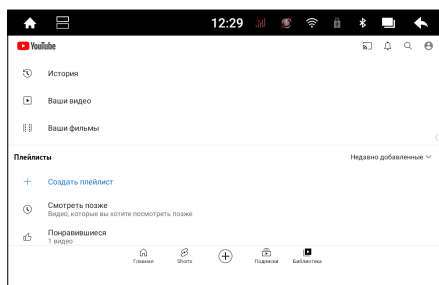 12:29
YouTube
История
Ваши видео
Ваши фильмы
Плейлисты
Недавно добавленные
Создать плейлист
Смотреть позже
Видео, которые вы хотите посмотреть позже
Понравившиеся
1 видео
Главная Shorts Подписки Библиотека